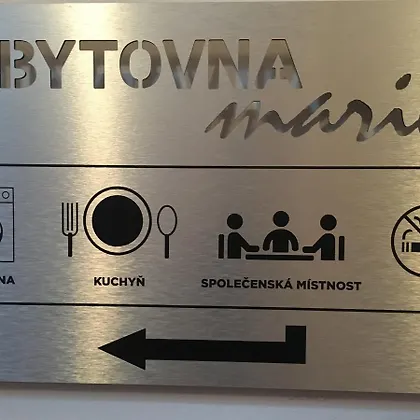 BYTOVNA
mari
NA
KUCHYŇ
SPOLEČENSKÁ MÍSTNOST